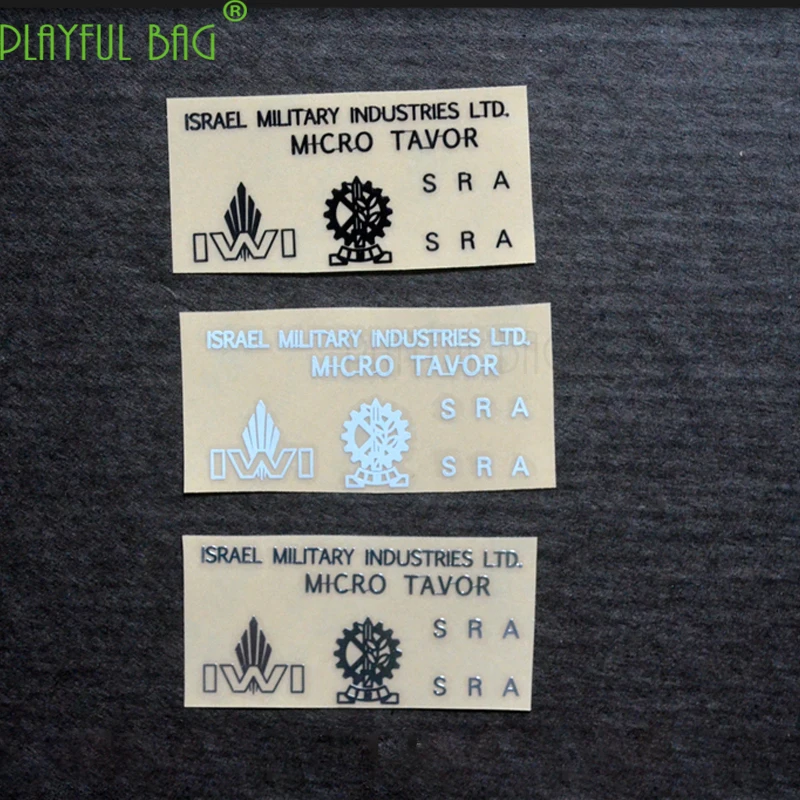 PLAYFUL BAG®
ISRAEL MILITARY INDUSTRIES LTD.
MICRO TAVOR
S R A
IWI
S R A
ISRAEL MILITARY INDUSTRIES LTD.
MICRO TAVOR
S R A
IWI
S R A
ISRAEL MILITARY INDUSTRIES LTD.
MICRO TAVOR
S R A
IWI
S R A